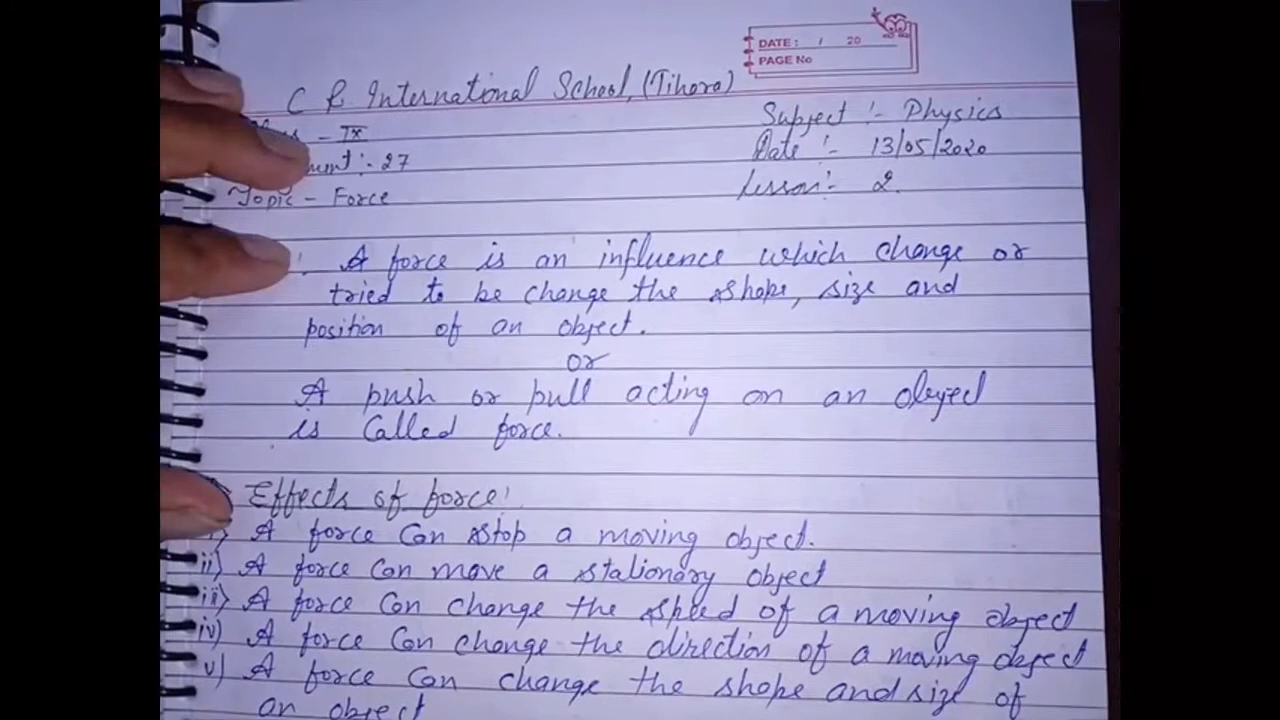 DATE : / 20
PAGE No
C R International School, (Tihora)
- IX
Subject :- Physics
:- 27
Date :- 13/05/2020
Topic - Force
Lesson :- 2.
A force is an influence which change or
tried to be change the shape, size and
position of an object.
or
A push or pull acting on an object
is called force.
Effects of force:
i) A force can stop a moving object.
ii) A force can move a stationary object
iii) A force can change the speed of a moving object
iv) A force can change the direction of a moving object
v) A force can change the shape and size of
an object